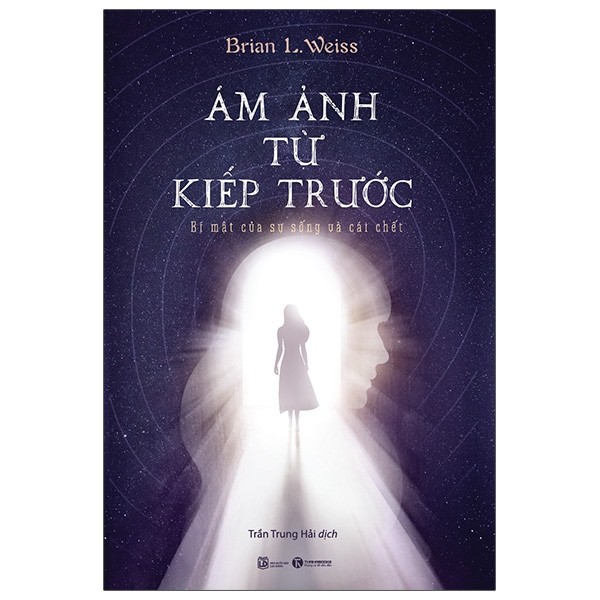 Brian L. Weiss
ÁM ẢNH
TỪ
KIẾP TRƯỚC
Bí mật của sự sống và cái chết
Trần Trung Hải dịch
THAIHABOOKS